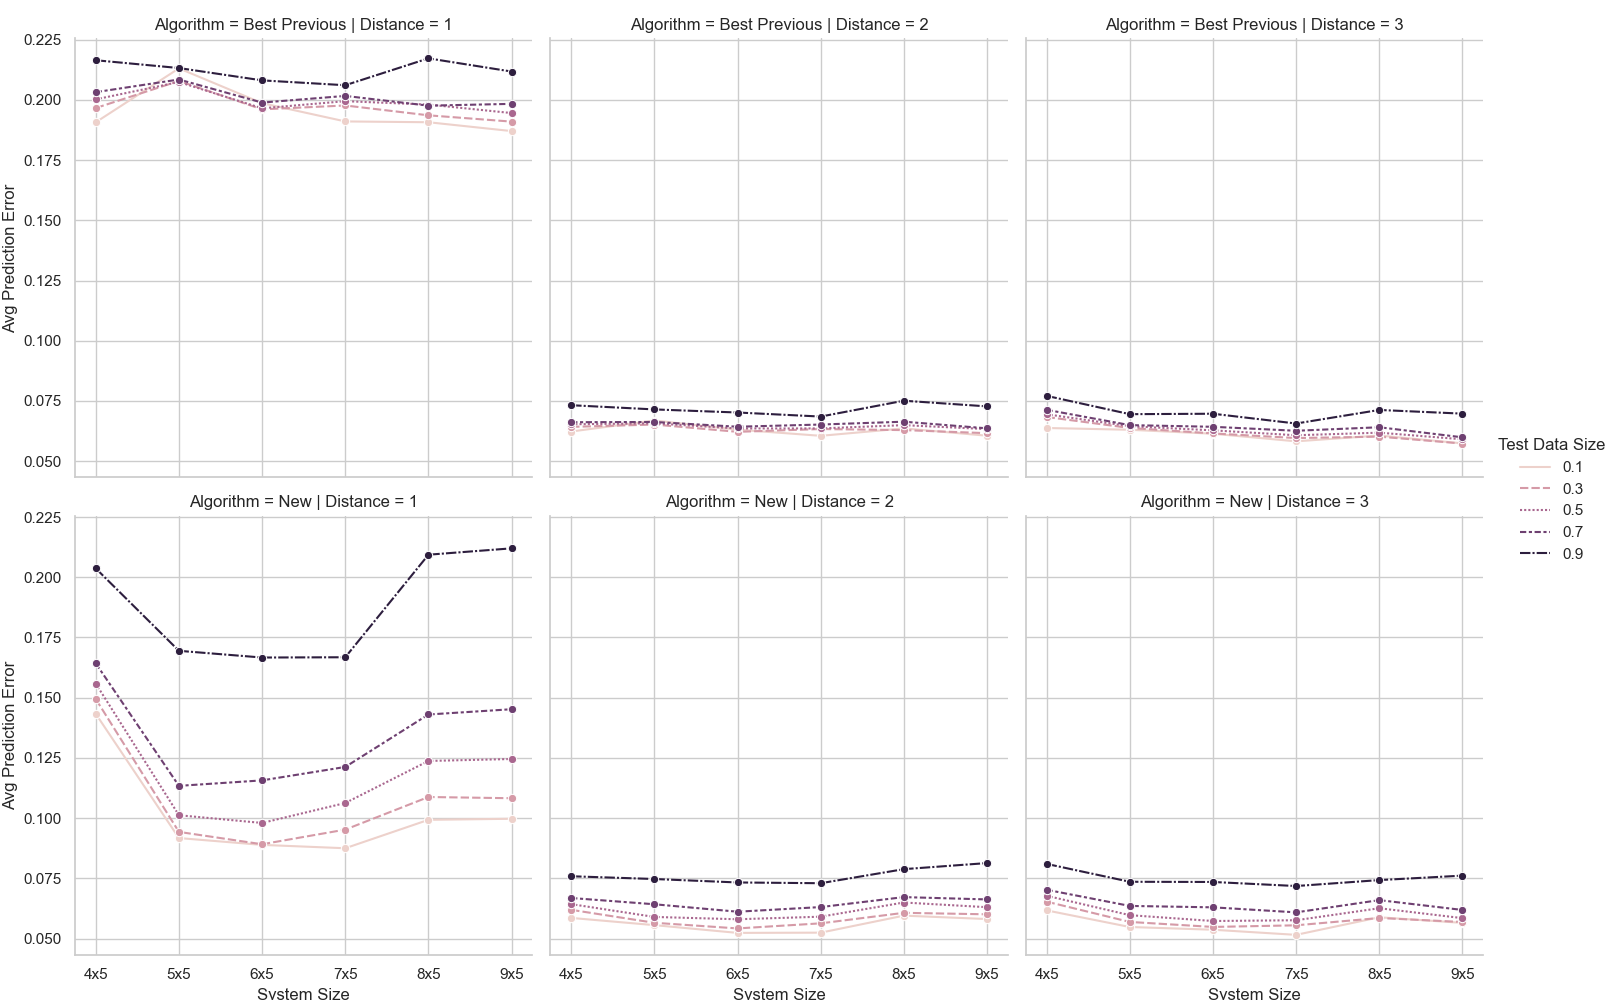 Algorithm = Best Previous | Distance = 1
Algorithm = Best Previous | Distance = 2
Algorithm = Best Previous | Distance = 3
0.225
0.200
0.175
0.150
0.125
0.100
0.075
0.050
Avg Prediction Error
Algorithm = New | Distance = 1
Algorithm = New | Distance = 2
Algorithm = New | Distance = 3
0.225
0.200
0.175
0.150
0.125
0.100
0.075
0.050
Avg Prediction Error
4x5 5x5 6x5 7x5 8x5 9x5
System Size
4x5 5x5 6x5 7x5 8x5 9x5
System Size
4x5 5x5 6x5 7x5 8x5 9x5
System Size
Test Data Size
0.1
0.3
0.5
0.7
0.9